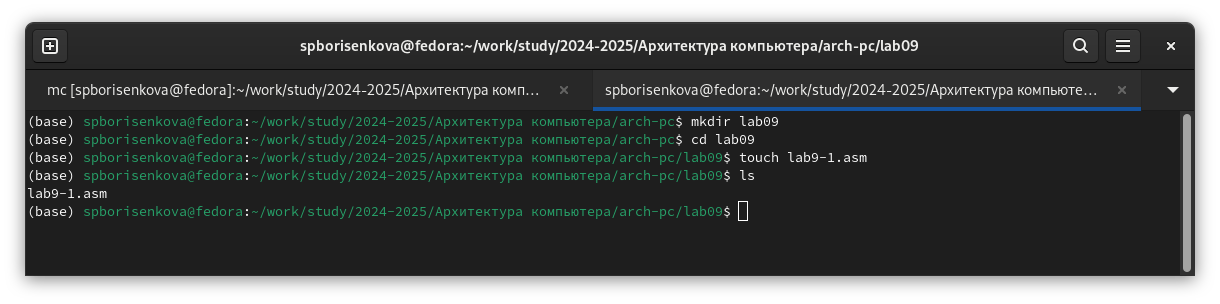 spborisenkova@fedora:~/work/study/2024-2025/Архитектура компьютера/arch-pc/lab09
mc [spborisenkova@fedora]:~/work/study/2024-2025/Архитектура комп…
spborisenkova@fedora:~/work/study/2024-2025/Архитектура компьюте…
(base) spborisenkova@fedora:~/work/study/2024-2025/Архитектура компьютера/arch-pc$ mkdir lab09
(base) spborisenkova@fedora:~/work/study/2024-2025/Архитектура компьютера/arch-pc$ cd lab09
(base) spborisenkova@fedora:~/work/study/2024-2025/Архитектура компьютера/arch-pc/lab09$ touch lab9-1.asm
(base) spborisenkova@fedora:~/work/study/2024-2025/Архитектура компьютера/arch-pc/lab09$ ls
lab9-1.asm
(base) spborisenkova@fedora:~/work/study/2024-2025/Архитектура компьютера/arch-pc/lab09$